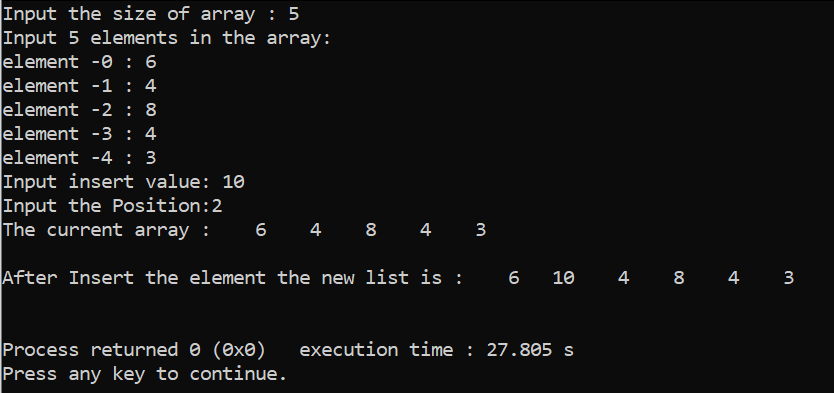 Input the size of array : 5
Input 5 elements in the array:
element -0 : 6
element -1 : 4
element -2 : 8
element -3 : 4
element -4 : 3
Input insert value: 10
Input the Position:2
The current array :    6    4    8    4    3
After Insert the element the new list is :    6   10    4    8    4    3
Process returned 0 (0x0)   execution time : 27.805 s
Press any key to continue.